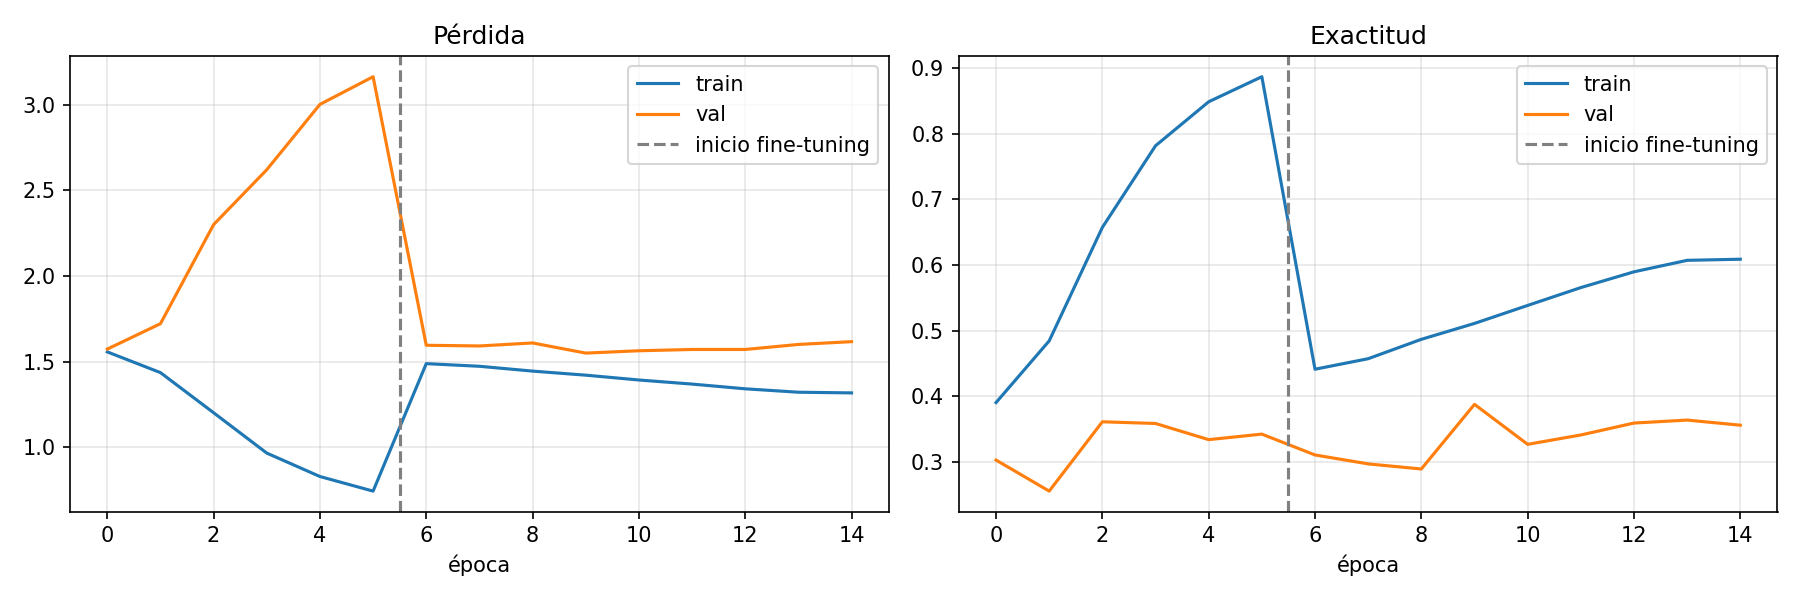 Pérdida
train
val
inicio fine-tuning
3.0
2.5
2.0
1.5
1.0
0 2 4 6 8 10 12 14
época
Exactitud
train
val
inicio fine-tuning
0.9
0.8
0.7
0.6
0.5
0.4
0.3
0 2 4 6 8 10 12 14
época